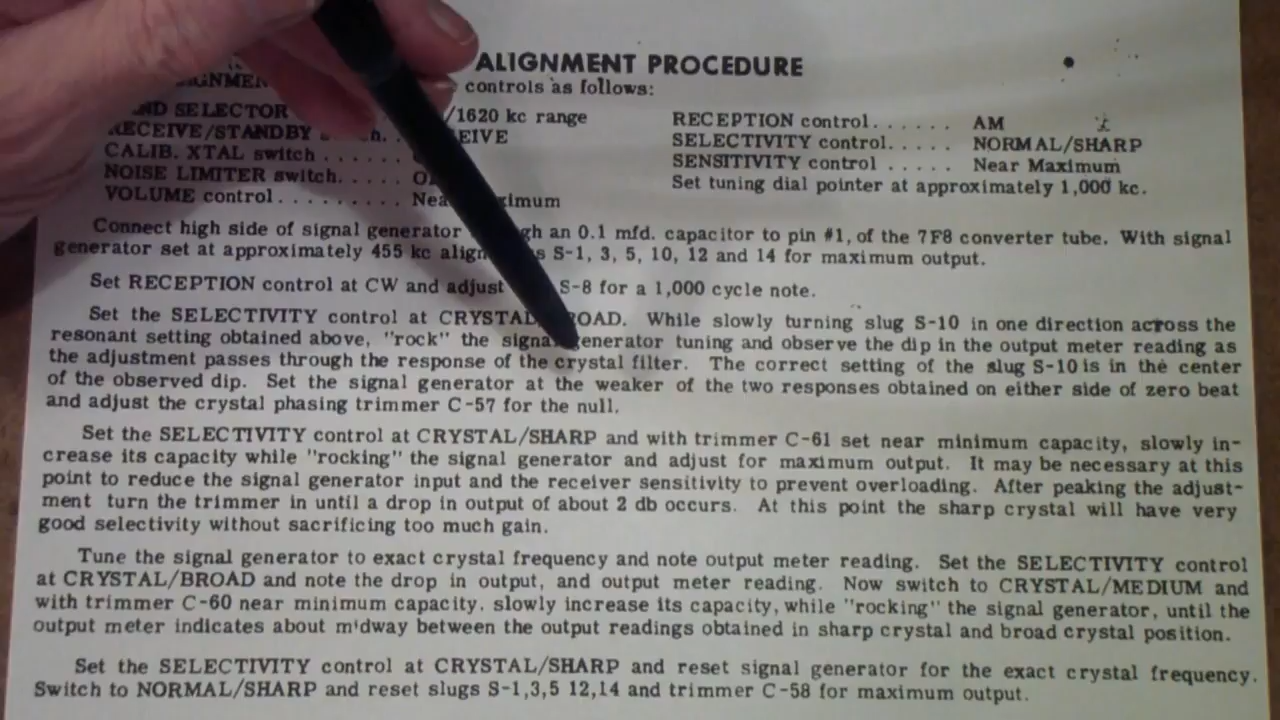 ALIGNMENT PROCEDURE
controls as follows:
SELECTOR /1620 kc range
RECEIVE/STANDBY
CALIB. XTAL switch . . . . . .
NOISE LIMITER switch. . . . .
VOLUME control . . . . . . . . .
RECEPTION control. . . . . . AM
SELECTIVITY control. . . . . NORMAL/SHARP
SENSITIVITY control . . . . . Near Maximum
Set tuning dial pointer at approximately 1,000 kc.
Connect high side of signal generator an 0.1 mfd. capacitor to pin #1, of the 7F8 converter tube. With signal
generator set at approximately 455 kc S-1, 3, 5, 10, 12 and 14 for maximum output.
Set RECEPTION control at CW and adjust S-8 for a 1,000 cycle note.
Set the SELECTIVITY control at CRYSTAL/BROAD. While slowly turning slug S-10 in one direction across the
resonant setting obtained above, "rock" the signal generator tuning and observe the dip in the output meter reading as
the adjustment passes through the response of the crystal filter. The correct setting of the slug S-10 is in the center
of the observed dip. Set the signal generator at the weaker of the two responses obtained on either side of zero beat
and adjust the crystal phasing trimmer C-57 for the null.
Set the SELECTIVITY control at CRYSTAL/SHARP and with trimmer C-61 set near minimum capacity, slowly in-
crease its capacity while "rocking" the signal generator and adjust for maximum output. It may be necessary at this
point to reduce the signal generator input and the receiver sensitivity to prevent overloading. After peaking the adjust-
ment turn the trimmer in until a drop in output of about 2 db occurs. At this point the sharp crystal will have very
good selectivity without sacrificing too much gain.
Tune the signal generator to exact crystal frequency and note output meter reading. Set the SELECTIVITY control
at CRYSTAL/BROAD and note the drop in output, and output meter reading. Now switch to CRYSTAL/MEDIUM and
with trimmer C-60 near minimum capacity. slowly increase its capacity, while "rocking" the signal generator, until the
output meter indicates about midway between the output readings obtained in sharp crystal and broad crystal position.
Set the SELECTIVITY control at CRYSTAL/SHARP and reset signal generator for the exact crystal frequency.
Switch to NORMAL/SHARP and reset slugs S-1,3,5 12,14 and trimmer C-58 for maximum output.